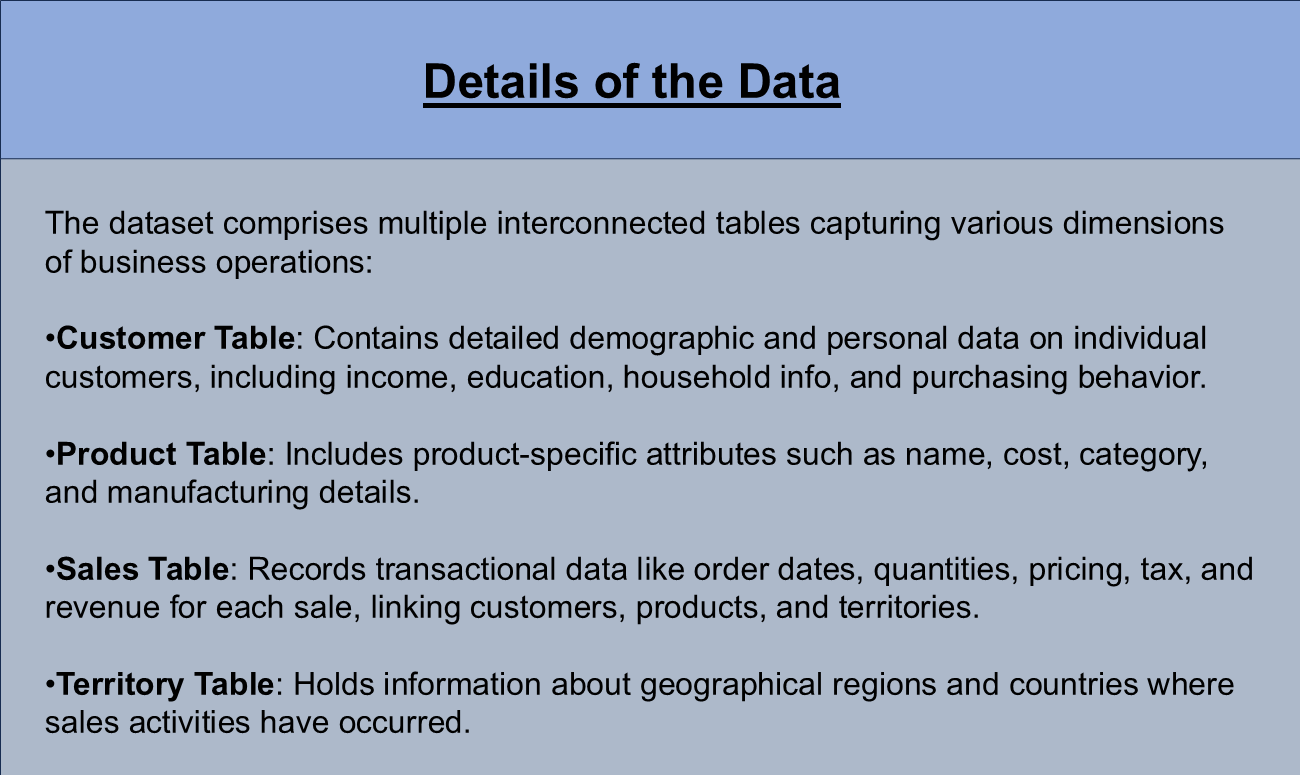 Details of the Data
The dataset comprises multiple interconnected tables capturing various dimensions
of business operations:
•Customer Table: Contains detailed demographic and personal data on individual
customers, including income, education, household info, and purchasing behavior.
•Product Table: Includes product-specific attributes such as name, cost, category,
and manufacturing details.
•Sales Table: Records transactional data like order dates, quantities, pricing, tax, and
revenue for each sale, linking customers, products, and territories.
•Territory Table: Holds information about geographical regions and countries where
sales activities have occurred.